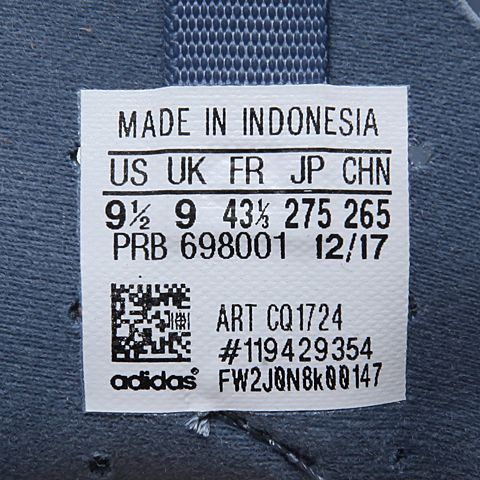 MADE IN INDONESIA
US UK FR JP CHN
9½ 9 43⅓ 275 265
PRB 698001 12/17
ART CQ1724
#119429354
adidas FW2J0N8k00147